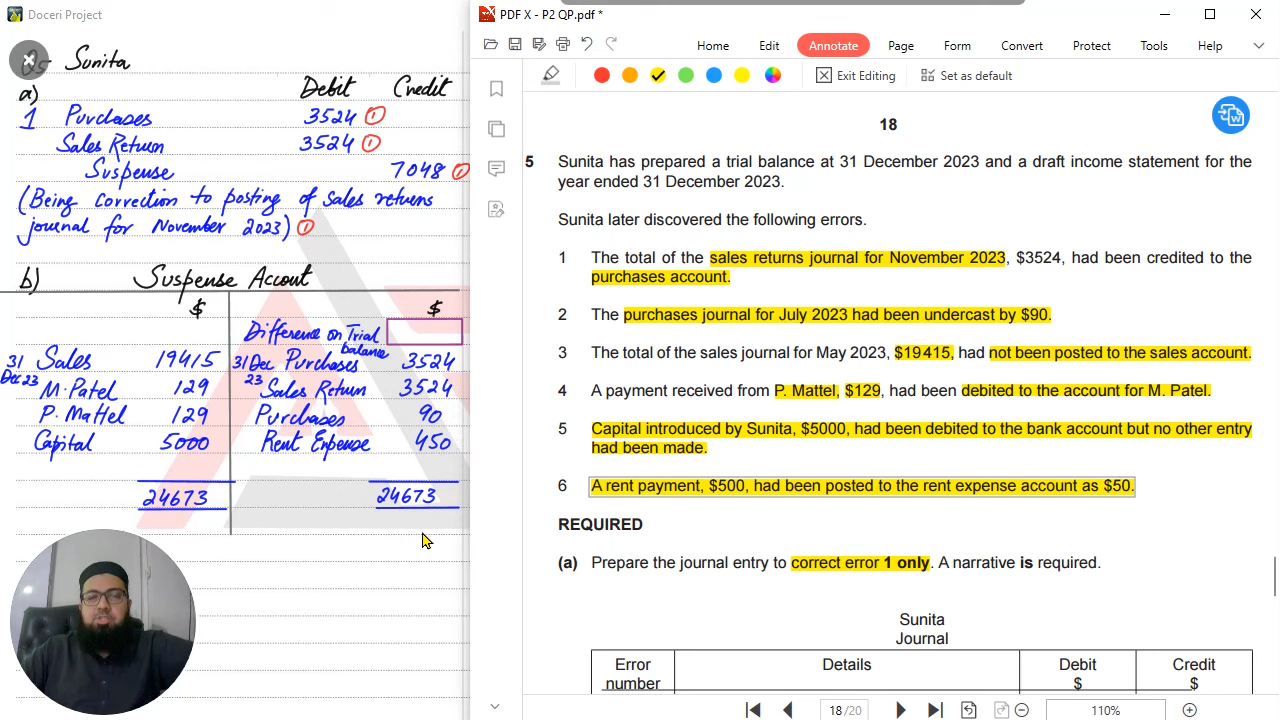 Doceri Project
Q5 Sunita
a)
Debit Credit
1 Purchases 3524 1
Sales Return 3524 1
Suspense 7048 1
(Being correction to posting of sales returns
journal for November 2023) 1
b) Suspense Accout
$ $
Difference on Trial
balance
31 Sales 19415 31 Dec Purchases 3524
Dec 23 M. Patel 129 23 Sales Return 3524
P. Mattel 129 Purchases 90
Capital 5000 Rent Expense 450
24673 24673
PDF X - P2 QP.pdf *
Home Edit Annotate Page Form Convert Protect Tools Help
Exit Editing Set as default
18
5 Sunita has prepared a trial balance at 31 December 2023 and a draft income statement for the
year ended 31 December 2023.
Sunita later discovered the following errors.
1 The total of the sales returns journal for November 2023, $3524, had been credited to the
purchases account.
2 The purchases journal for July 2023 had been undercast by $90.
3 The total of the sales journal for May 2023, $19415, had not been posted to the sales account.
4 A payment received from P. Mattel, $129, had been debited to the account for M. Patel.
5 Capital introduced by Sunita, $5000, had been debited to the bank account but no other entry
had been made.
6 A rent payment, $500, had been posted to the rent expense account as $50.
REQUIRED
(a) Prepare the journal entry to correct error 1 only. A narrative is required.
Sunita
Journal
Error
number Details Debit
$ Credit
$
18 /20
110%